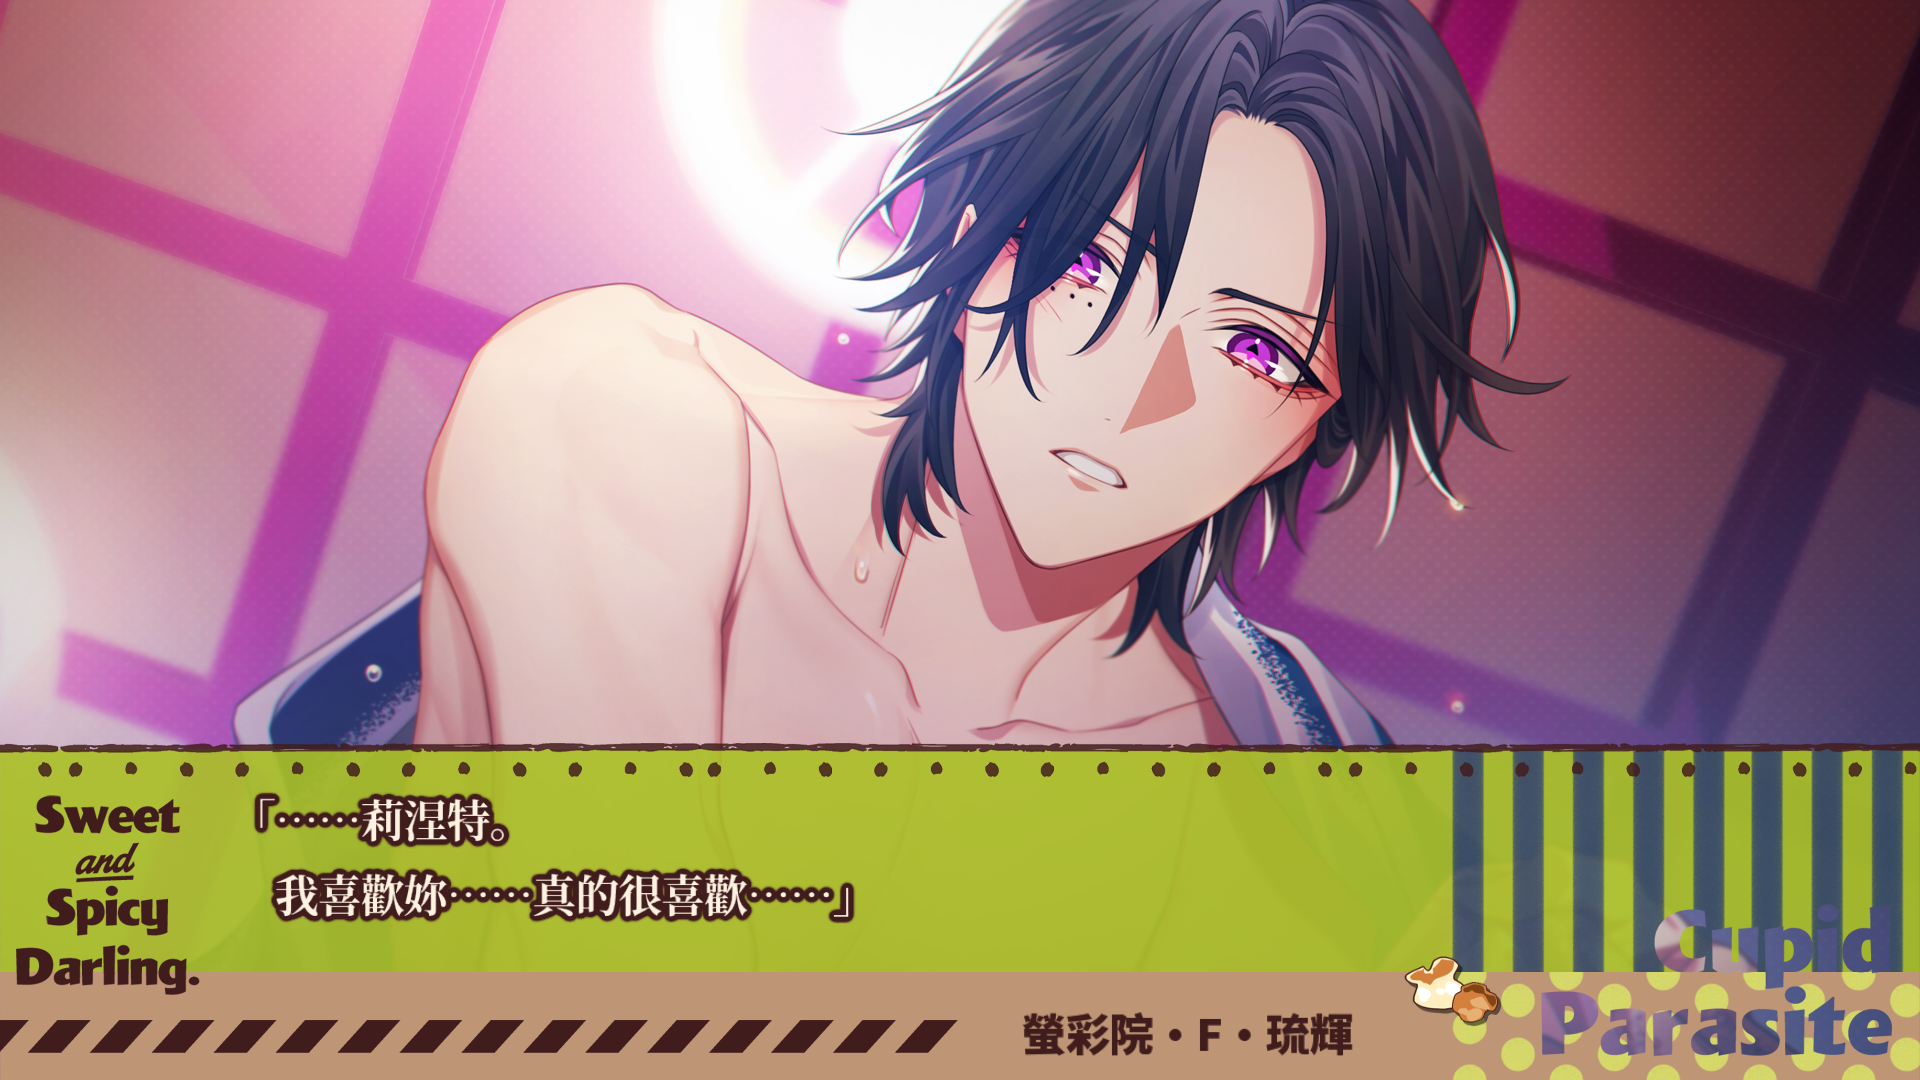 「……莉涅特。
我喜歡妳……真的很喜歡……」
Sweet
and
Spicy
Darling.
螢彩院・F・琉輝
Cupid
Parasite